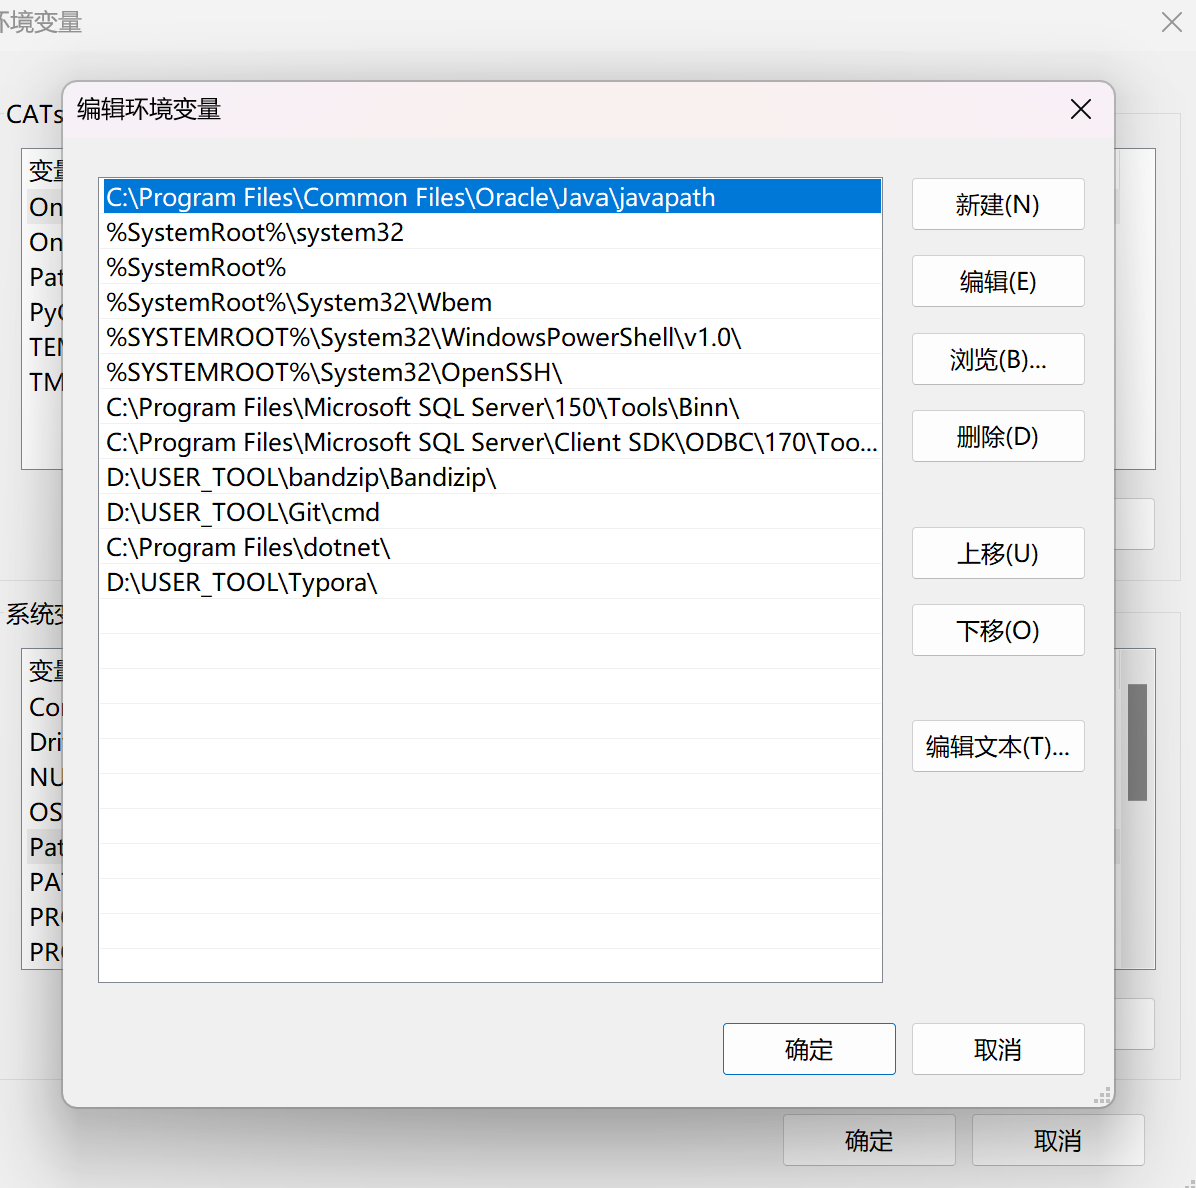 环境变量
编辑环境变量
CATs
变量
On
On
Pat
PyC
TEM
TM
C:\Program Files\Common Files\Oracle\Java\javapath
%SystemRoot%\system32
%SystemRoot%
%SystemRoot%\System32\Wbem
%SYSTEMROOT%\System32\WindowsPowerShell\v1.0\
%SYSTEMROOT%\System32\OpenSSH\
C:\Program Files\Microsoft SQL Server\150\Tools\Binn\
C:\Program Files\Microsoft SQL Server\Client SDK\ODBC\170\Too...
D:\USER_TOOL\bandzip\Bandizip\
D:\USER_TOOL\Git\cmd
C:\Program Files\dotnet\
D:\USER_TOOL\Typora\
新建(N)
编辑(E)
浏览(B)...
删除(D)
上移(U)
下移(O)
编辑文本(T)...
系统变
变量
Cor
Dri
NU
OS
Pat
PA
PRO
PRO
确定
取消
确定
取消